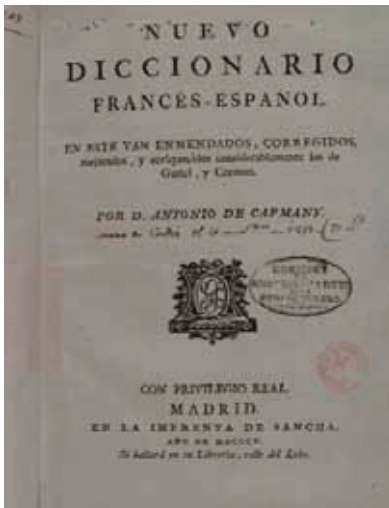 NUEVO
DICCIONARIO
FRANCÉS-ESPAÑOL.
EN ESTE VAN ENMENDADOS, CORREGIDOS,
mejorados, y enriquecidos considerablemente los de
Gattel, y Cormon.
POR D. ANTONIO DE CAPMANY.
CON PRIVILEGIO REAL.
MADRID.
EN LA IMPRENTA DE SANCHA.
AÑO DE MDCCCV.
Se hallará en su Librería, calle del Lobo.